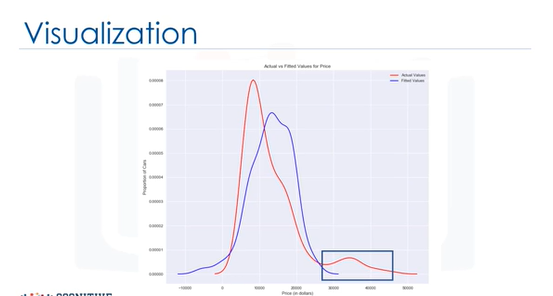 Visualization
Actual vs Fitted Values for Price
Actual Values
Fitted Values
Proportion of Cars
0.00008
0.00007
0.00006
0.00005
0.00004
0.00003
0.00002
0.00001
0.00000
-10000
0
10000
20000
30000
40000
50000
Price (in dollars)
COGNITIVE